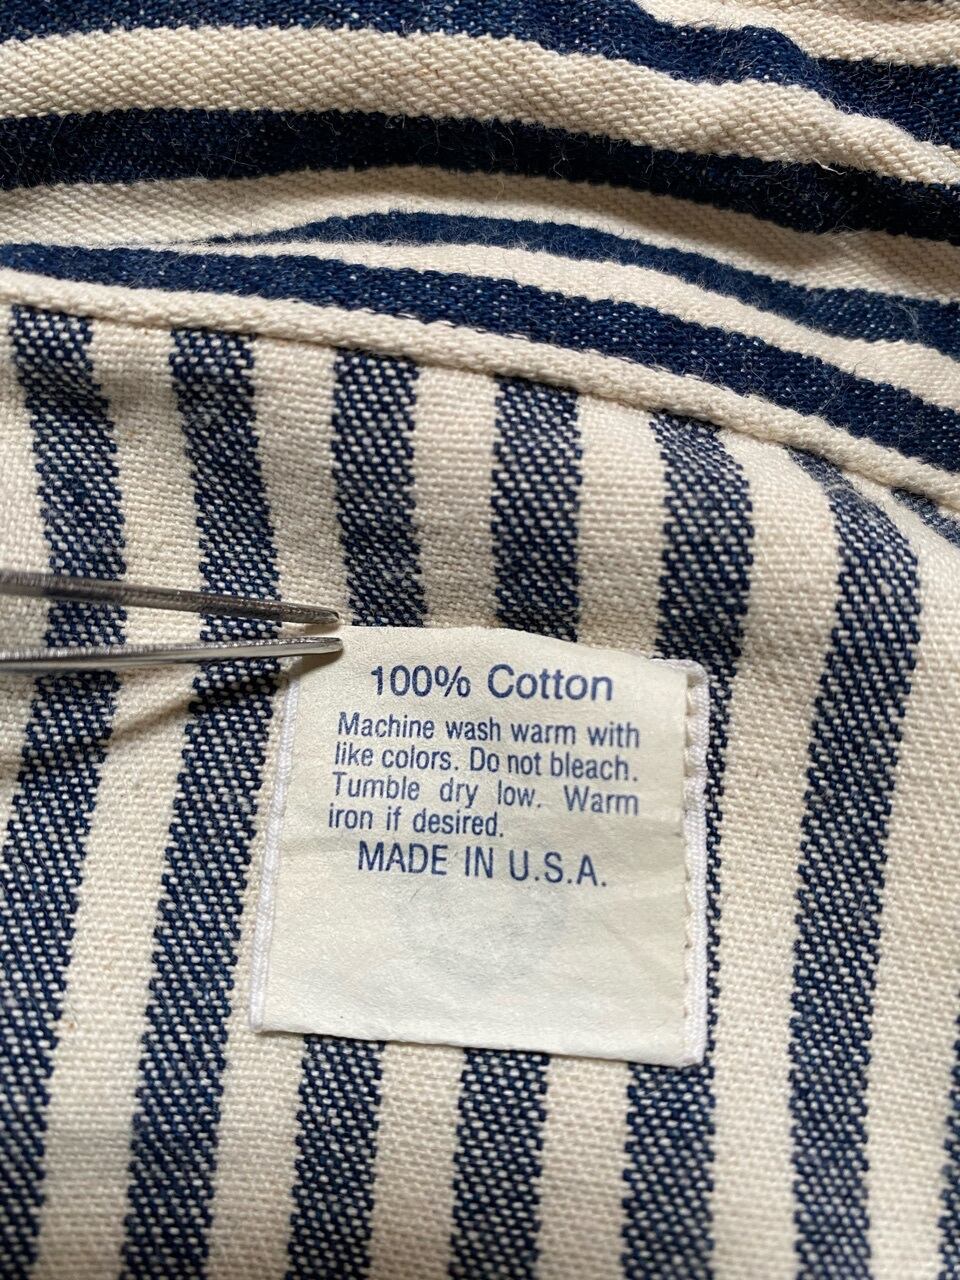 100% Cotton
Machine wash warm with
like colors. Do not bleach.
Tumble dry low. Warm
iron if desired.
MADE IN U.S.A.